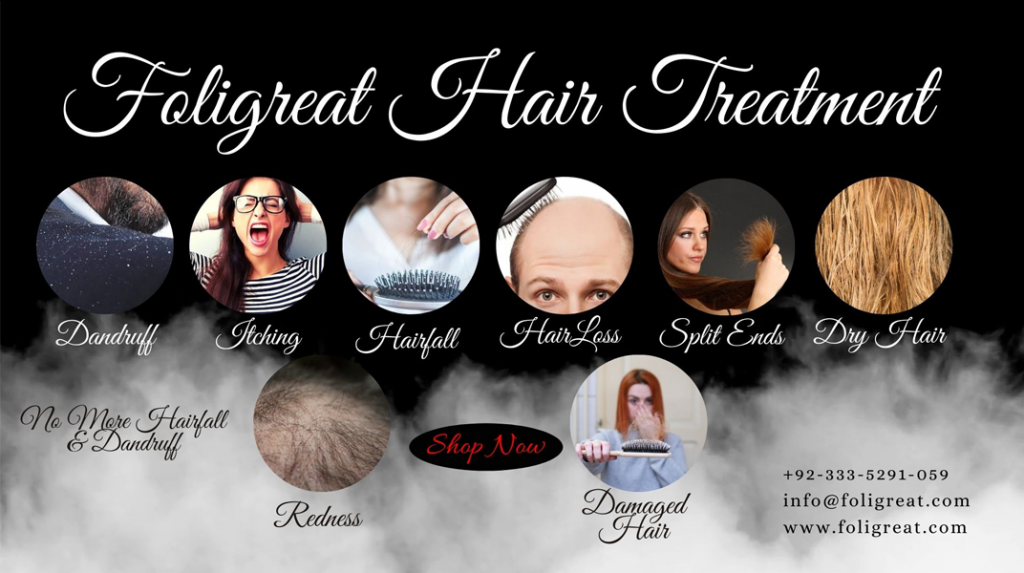 Foligreat Hair Treatment
Dandruff
Itching
Hairfall
HairLoss
Split Ends
Dry Hair
No More Hairfall
& Dandruff
Shop Now
Redness
Damaged
Hair
+92-333-5291-059
info@foligreat.com
www.foligreat.com